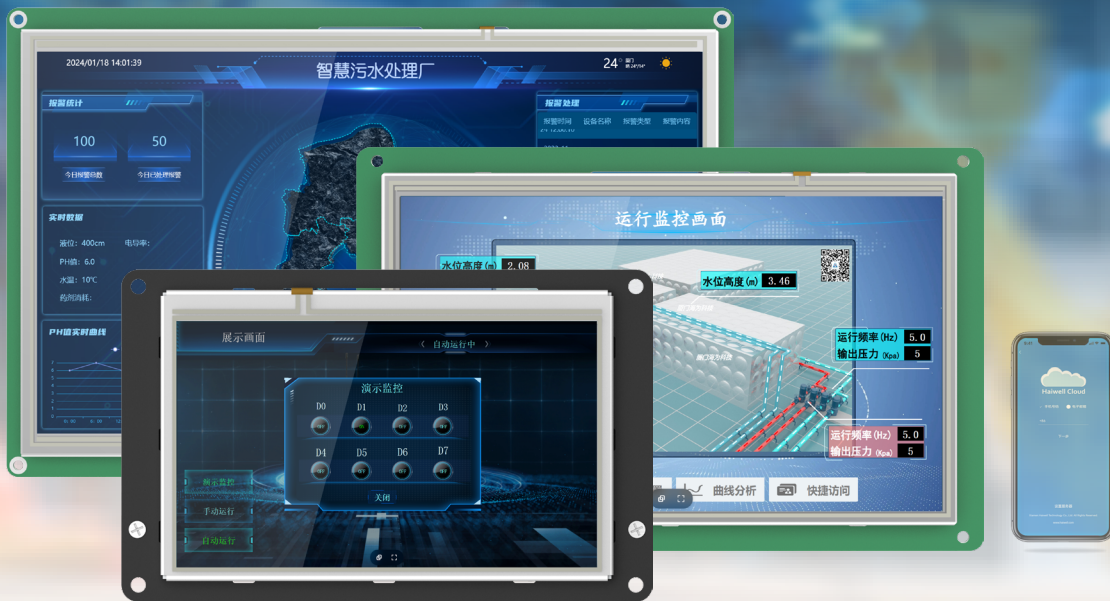 2024/01/18 14:01:39
智慧污水处理厂
24°
报警统计
100
50
今日报警总数
今日已处理报警
报警处理
报警时间 设备名称 报警类型 报警内容
实时数据
液位: 400cm
电导率:
PH值: 6.0
水温: 10℃
药剂消耗:
PH值实时曲线
运行监控画面
水位高度(m) 2.08
水位高度(m) 3.46
运行频率(Hz) 5.0
输出压力(Kpa) 5
运行频率(Hz) 5.0
输出压力(Kpa) 5
曲线分析
快捷访问
展示画面
自动运行中
演示监控
D0 D1 D2 D3
D4 D5 D6 D7
关闭
演示监控
手动运行
自动运行
Haiwell Cloud